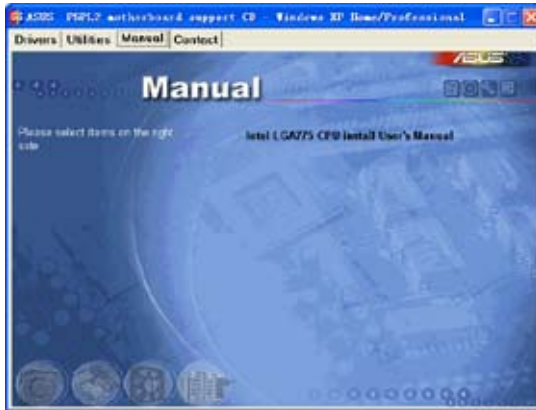 ASUS P5PL2 motherboard support CD - Windows XP Home/Professional
Drivers Utilities Manual Contact
ASUS
Manual
Please select items on the right
side
Intel LGA775 CPU install User's Manual